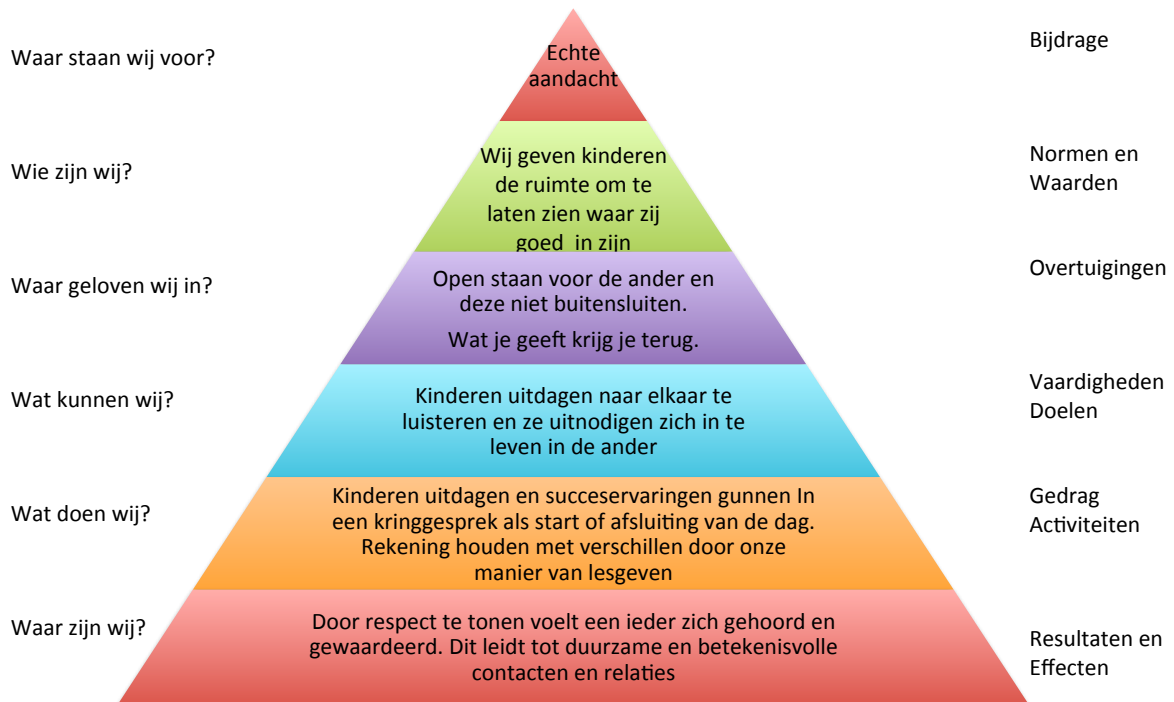 Waar staan wij voor?
Echte
aandacht
Bijdrage
Wie zijn wij?
Wij geven kinderen
de ruimte om te
laten zien waar zij
goed in zijn
Normen en
Waarden
Waar geloven wij in?
Open staan voor de ander en
deze niet buitensluiten.
Wat je geeft krijg je terug.
Overtuigingen
Wat kunnen wij?
Kinderen uitdagen naar elkaar te
luisteren en ze uitnodigen zich in te
leven in de ander
Vaardigheden
Doelen
Wat doen wij?
Kinderen uitdagen en succeservaringen gunnen In
een kringgesprek als start of afsluiting van de dag.
Rekening houden met verschillen door onze
manier van lesgeven
Gedrag
Activiteiten
Waar zijn wij?
Door respect te tonen voelt een ieder zich gehoord en
gewaardeerd. Dit leidt tot duurzame en betekenisvolle
contacten en relaties
Resultaten en
Effecten